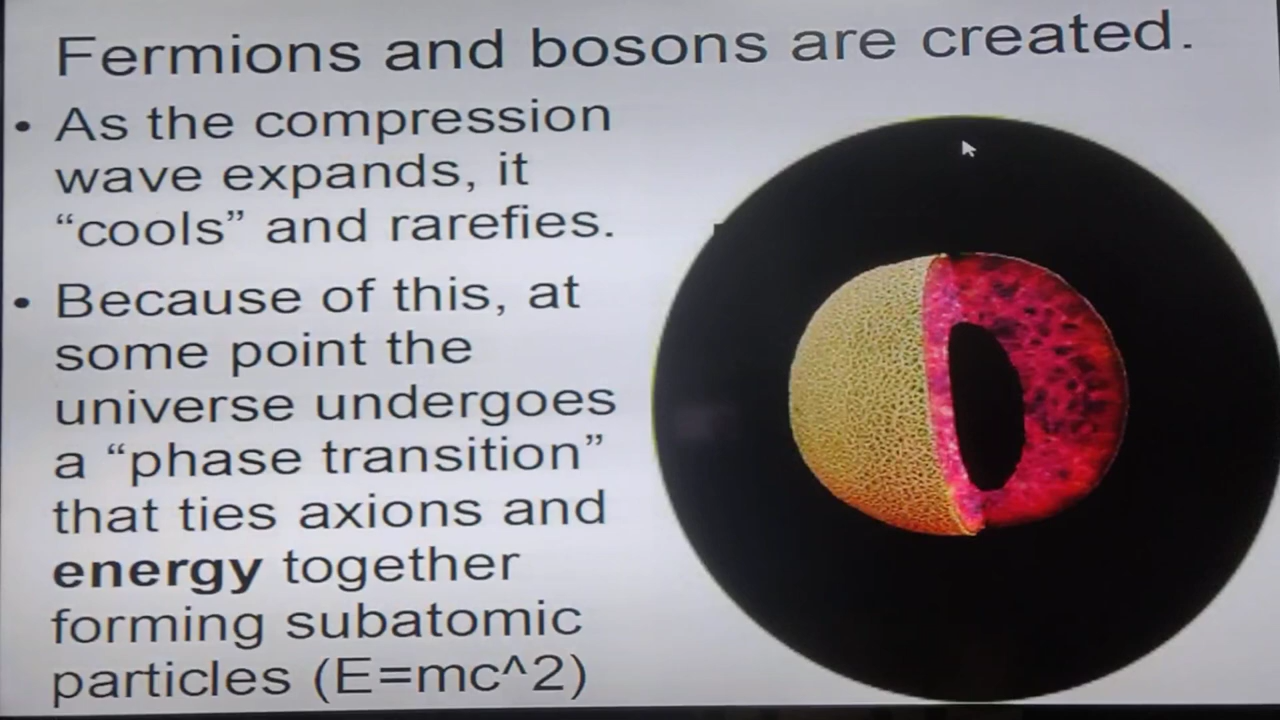 Fermions and bosons are created.
• As the compression
wave expands, it
“cools” and rarefies.
• Because of this, at
some point the
universe undergoes
a “phase transition”
that ties axions and
energy together
forming subatomic
particles (E=mc^2)